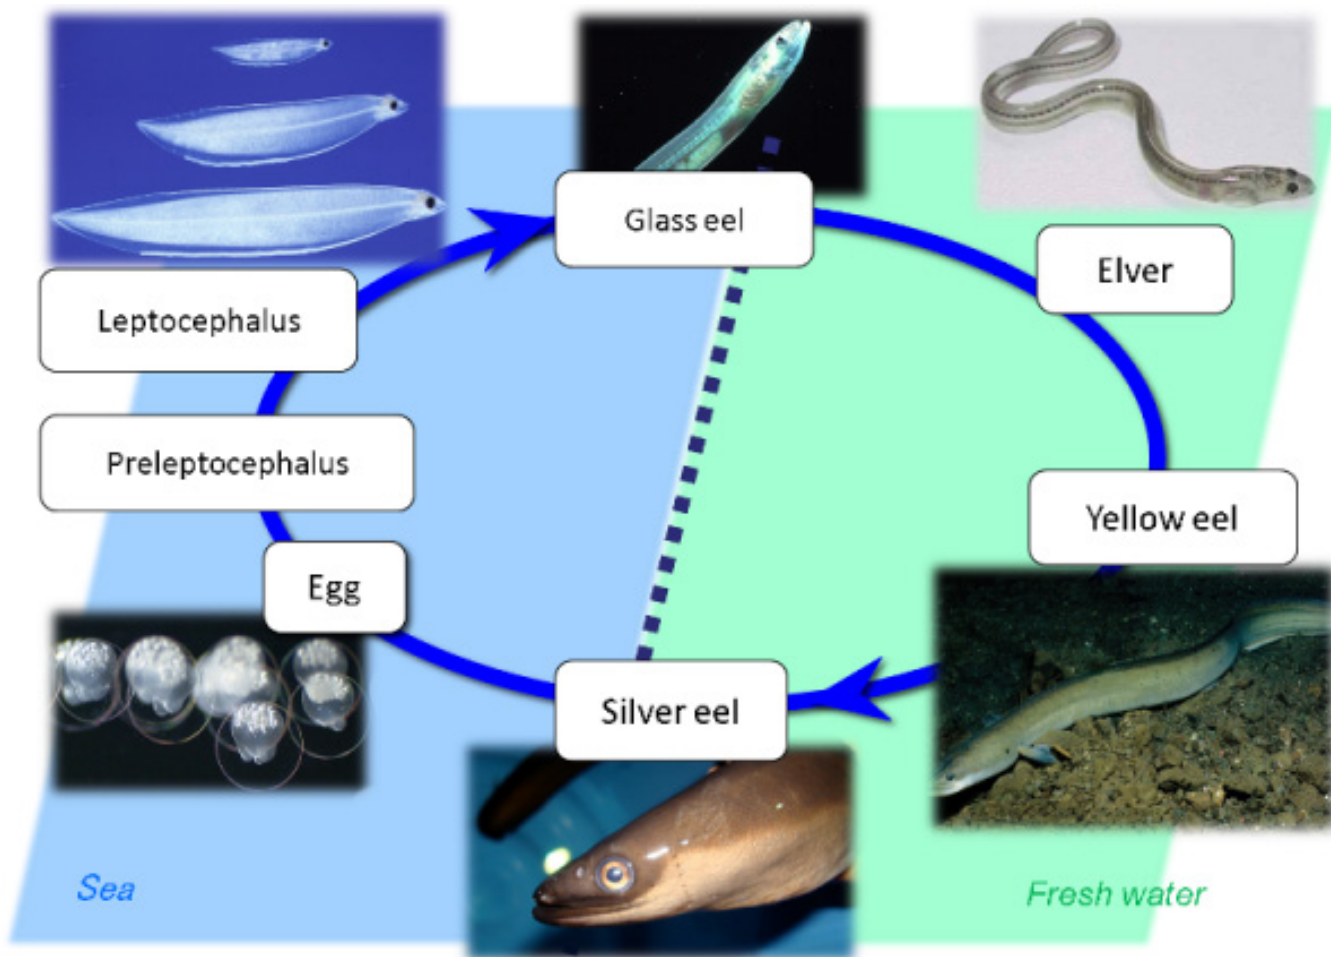 Glass eel
Elver
Leptocephalus
Preleptocephalus
Yellow eel
Egg
Silver eel
Sea
Fresh water